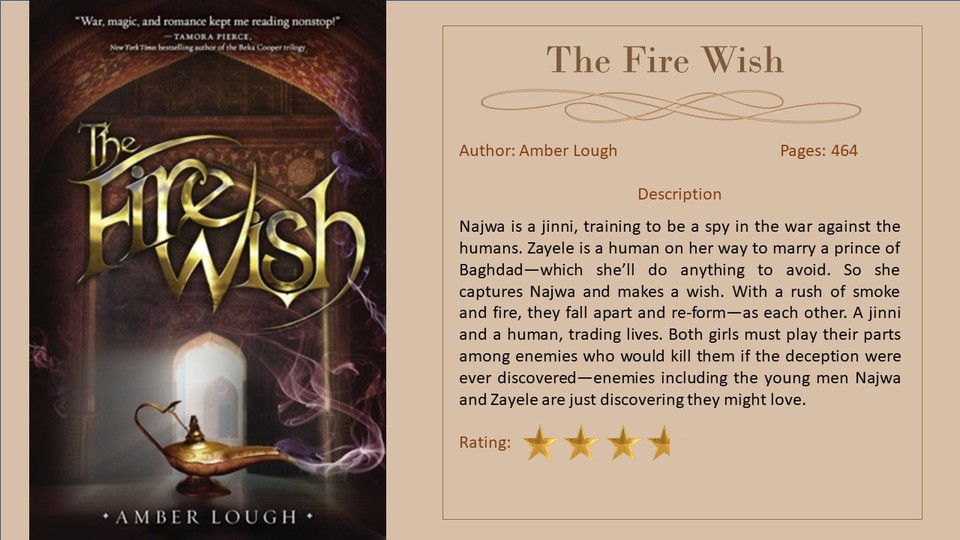 “War, magic, and romance kept me reading nonstop!”
—TAMORA PIERCE,
New York Times bestselling author of the Beka Cooper trilogy
The
Fire
Wish
• AMBER LOUGH •
The Fire Wish
Author: Amber Lough Pages: 464
Description
Najwa is a jinni, training to be a spy in the war against the
humans. Zayele is a human on her way to marry a prince of
Baghdad—which she’ll do anything to avoid. So she
captures Najwa and makes a wish. With a rush of smoke
and fire, they fall apart and re-form—as each other. A jinni
and a human, trading lives. Both girls must play their parts
among enemies who would kill them if the deception were
ever discovered—enemies including the young men Najwa
and Zayele are just discovering they might love.
Rating: